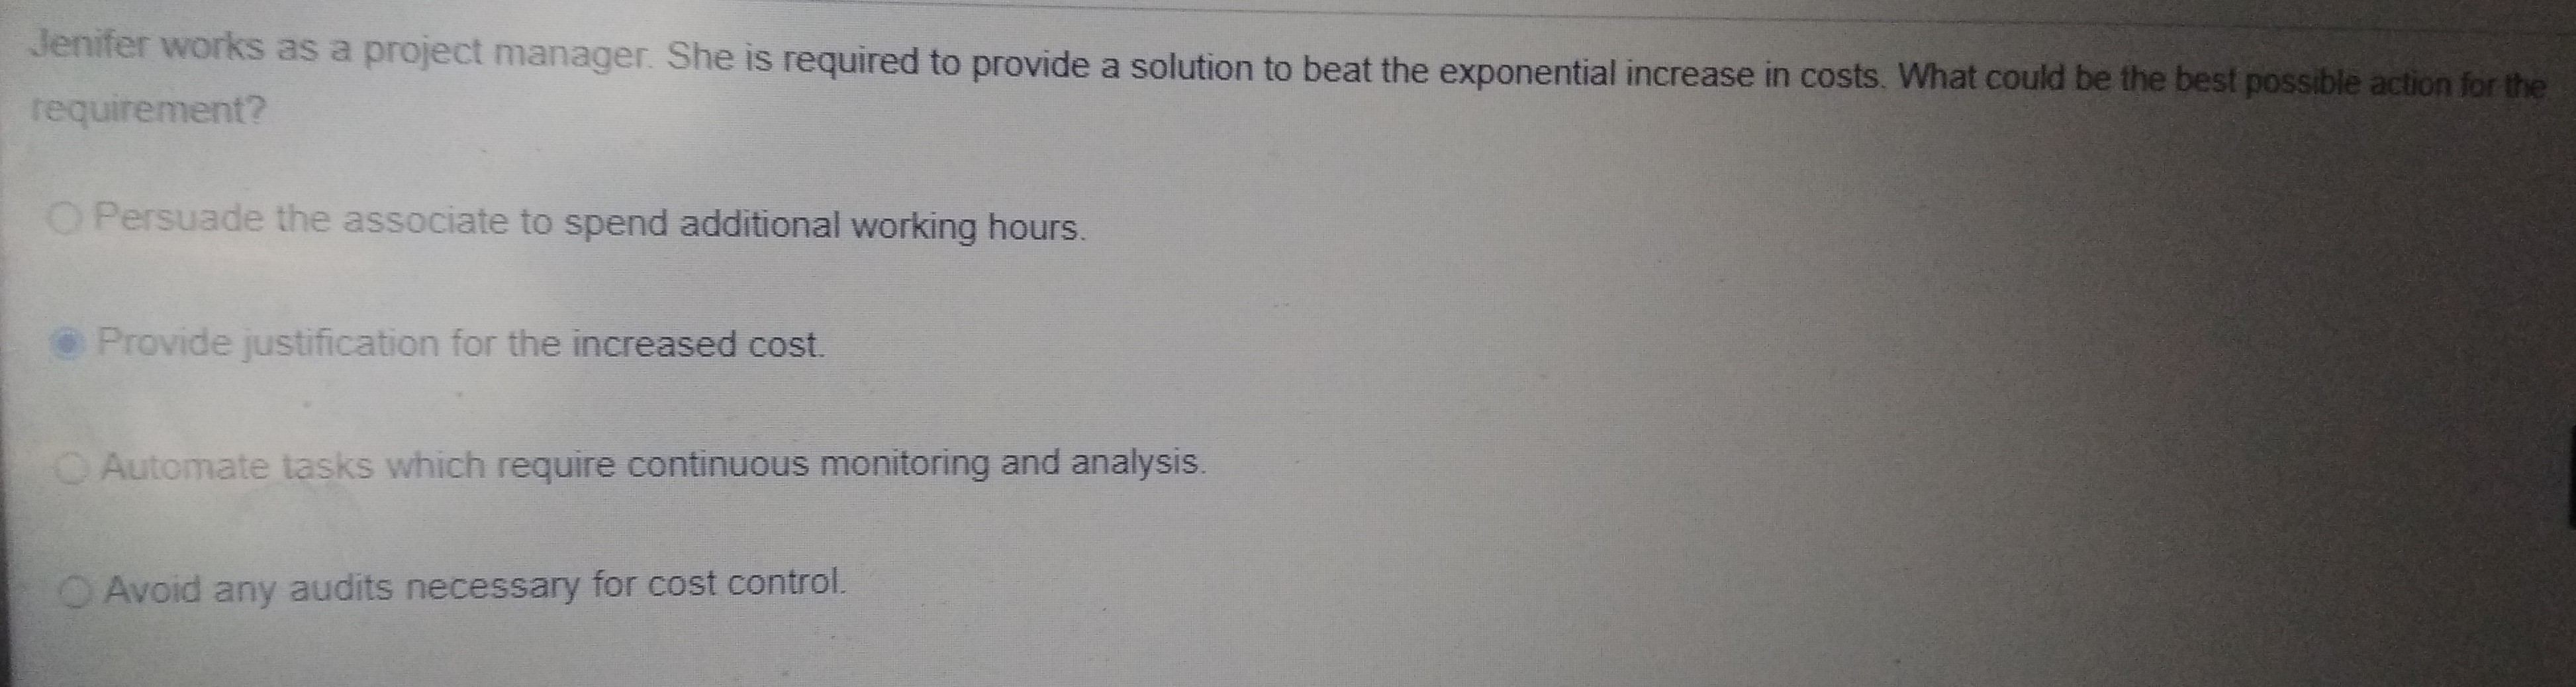 Jenifer works as a project manager. She is required to provide a solution to beat the exponential increase in costs. What could be the best possible action for the
requirement?
Persuade the associate to spend additional working hours.
Provide justification for the increased cost.
Automate tasks which require continuous monitoring and analysis.
Avoid any audits necessary for cost control.